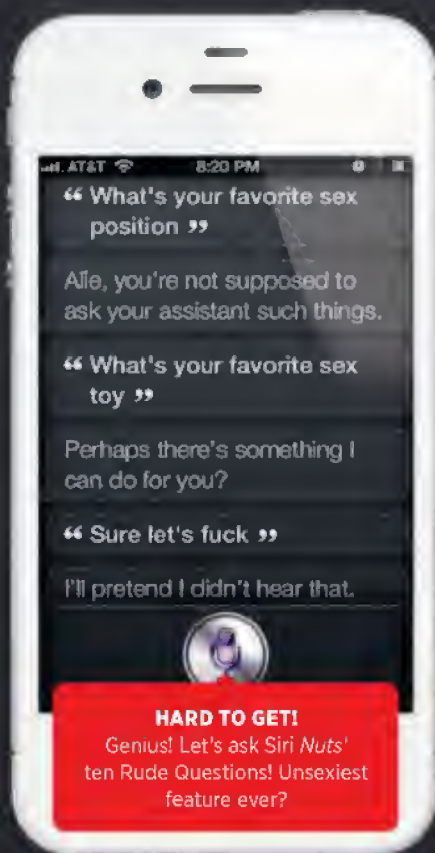 AT&T 8:20 PM
“ What's your favorite sex
position ”
Alie, you're not supposed to
ask your assistant such things.
“ What's your favorite sex
toy ”
Perhaps there's something I
can do for you?
“ Sure let's fuck ”
I'll pretend I didn't hear that.
HARD TO GET!
Genius! Let's ask Siri Nuts'
ten Rude Questions! Unsexiest
feature ever?